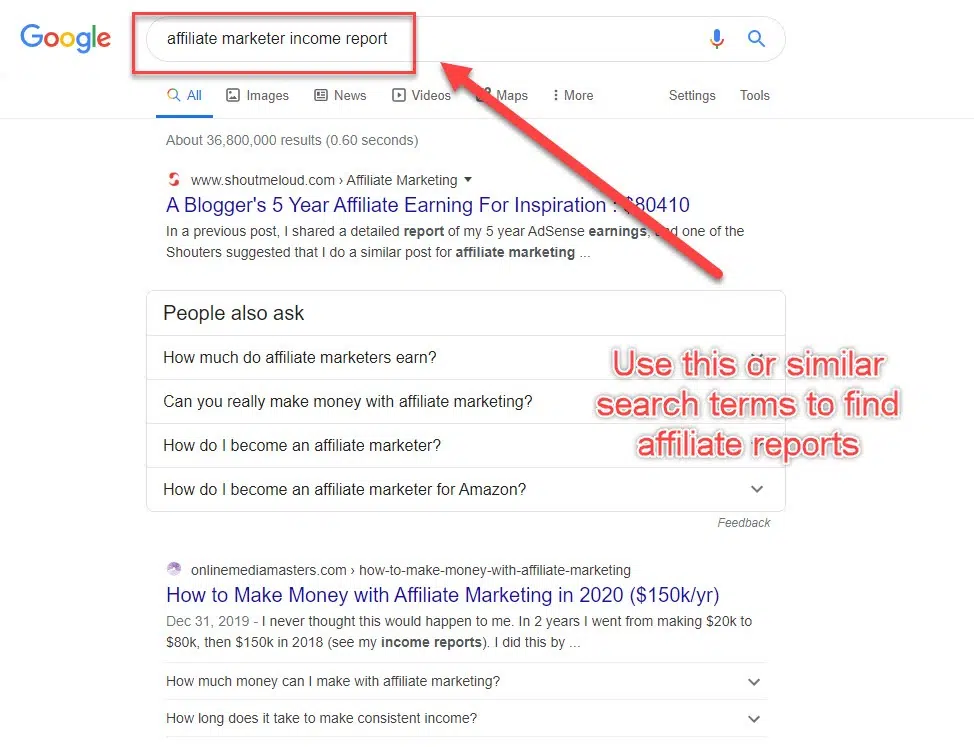 Google
affiliate marketer income report
All Images News Videos Maps More Settings Tools
About 36,800,000 results (0.60 seconds)
www.shoutmeloud.com › Affiliate Marketing
A Blogger's 5 Year Affiliate Earning For Inspiration : $80410
In a previous post, I shared a detailed report of my 5 year AdSense earnings, and one of the
Shouters suggested that I do a similar post for affiliate marketing ...
People also ask
How much do affiliate marketers earn?
Can you really make money with affiliate marketing?
How do I become an affiliate marketer?
How do I become an affiliate marketer for Amazon?
Use this or similar
search terms to find
affiliate reports
Feedback
onlinemediamasters.com › how-to-make-money-with-affiliate-marketing
How to Make Money with Affiliate Marketing in 2020 ($150k/yr)
Dec 31, 2019 - I never thought this would happen to me. In 2 years I went from making $20k to
$80k, then $150k in 2018 (see my income reports). I did this by ...
How much money can I make with affiliate marketing?
How long does it take to make consistent income?